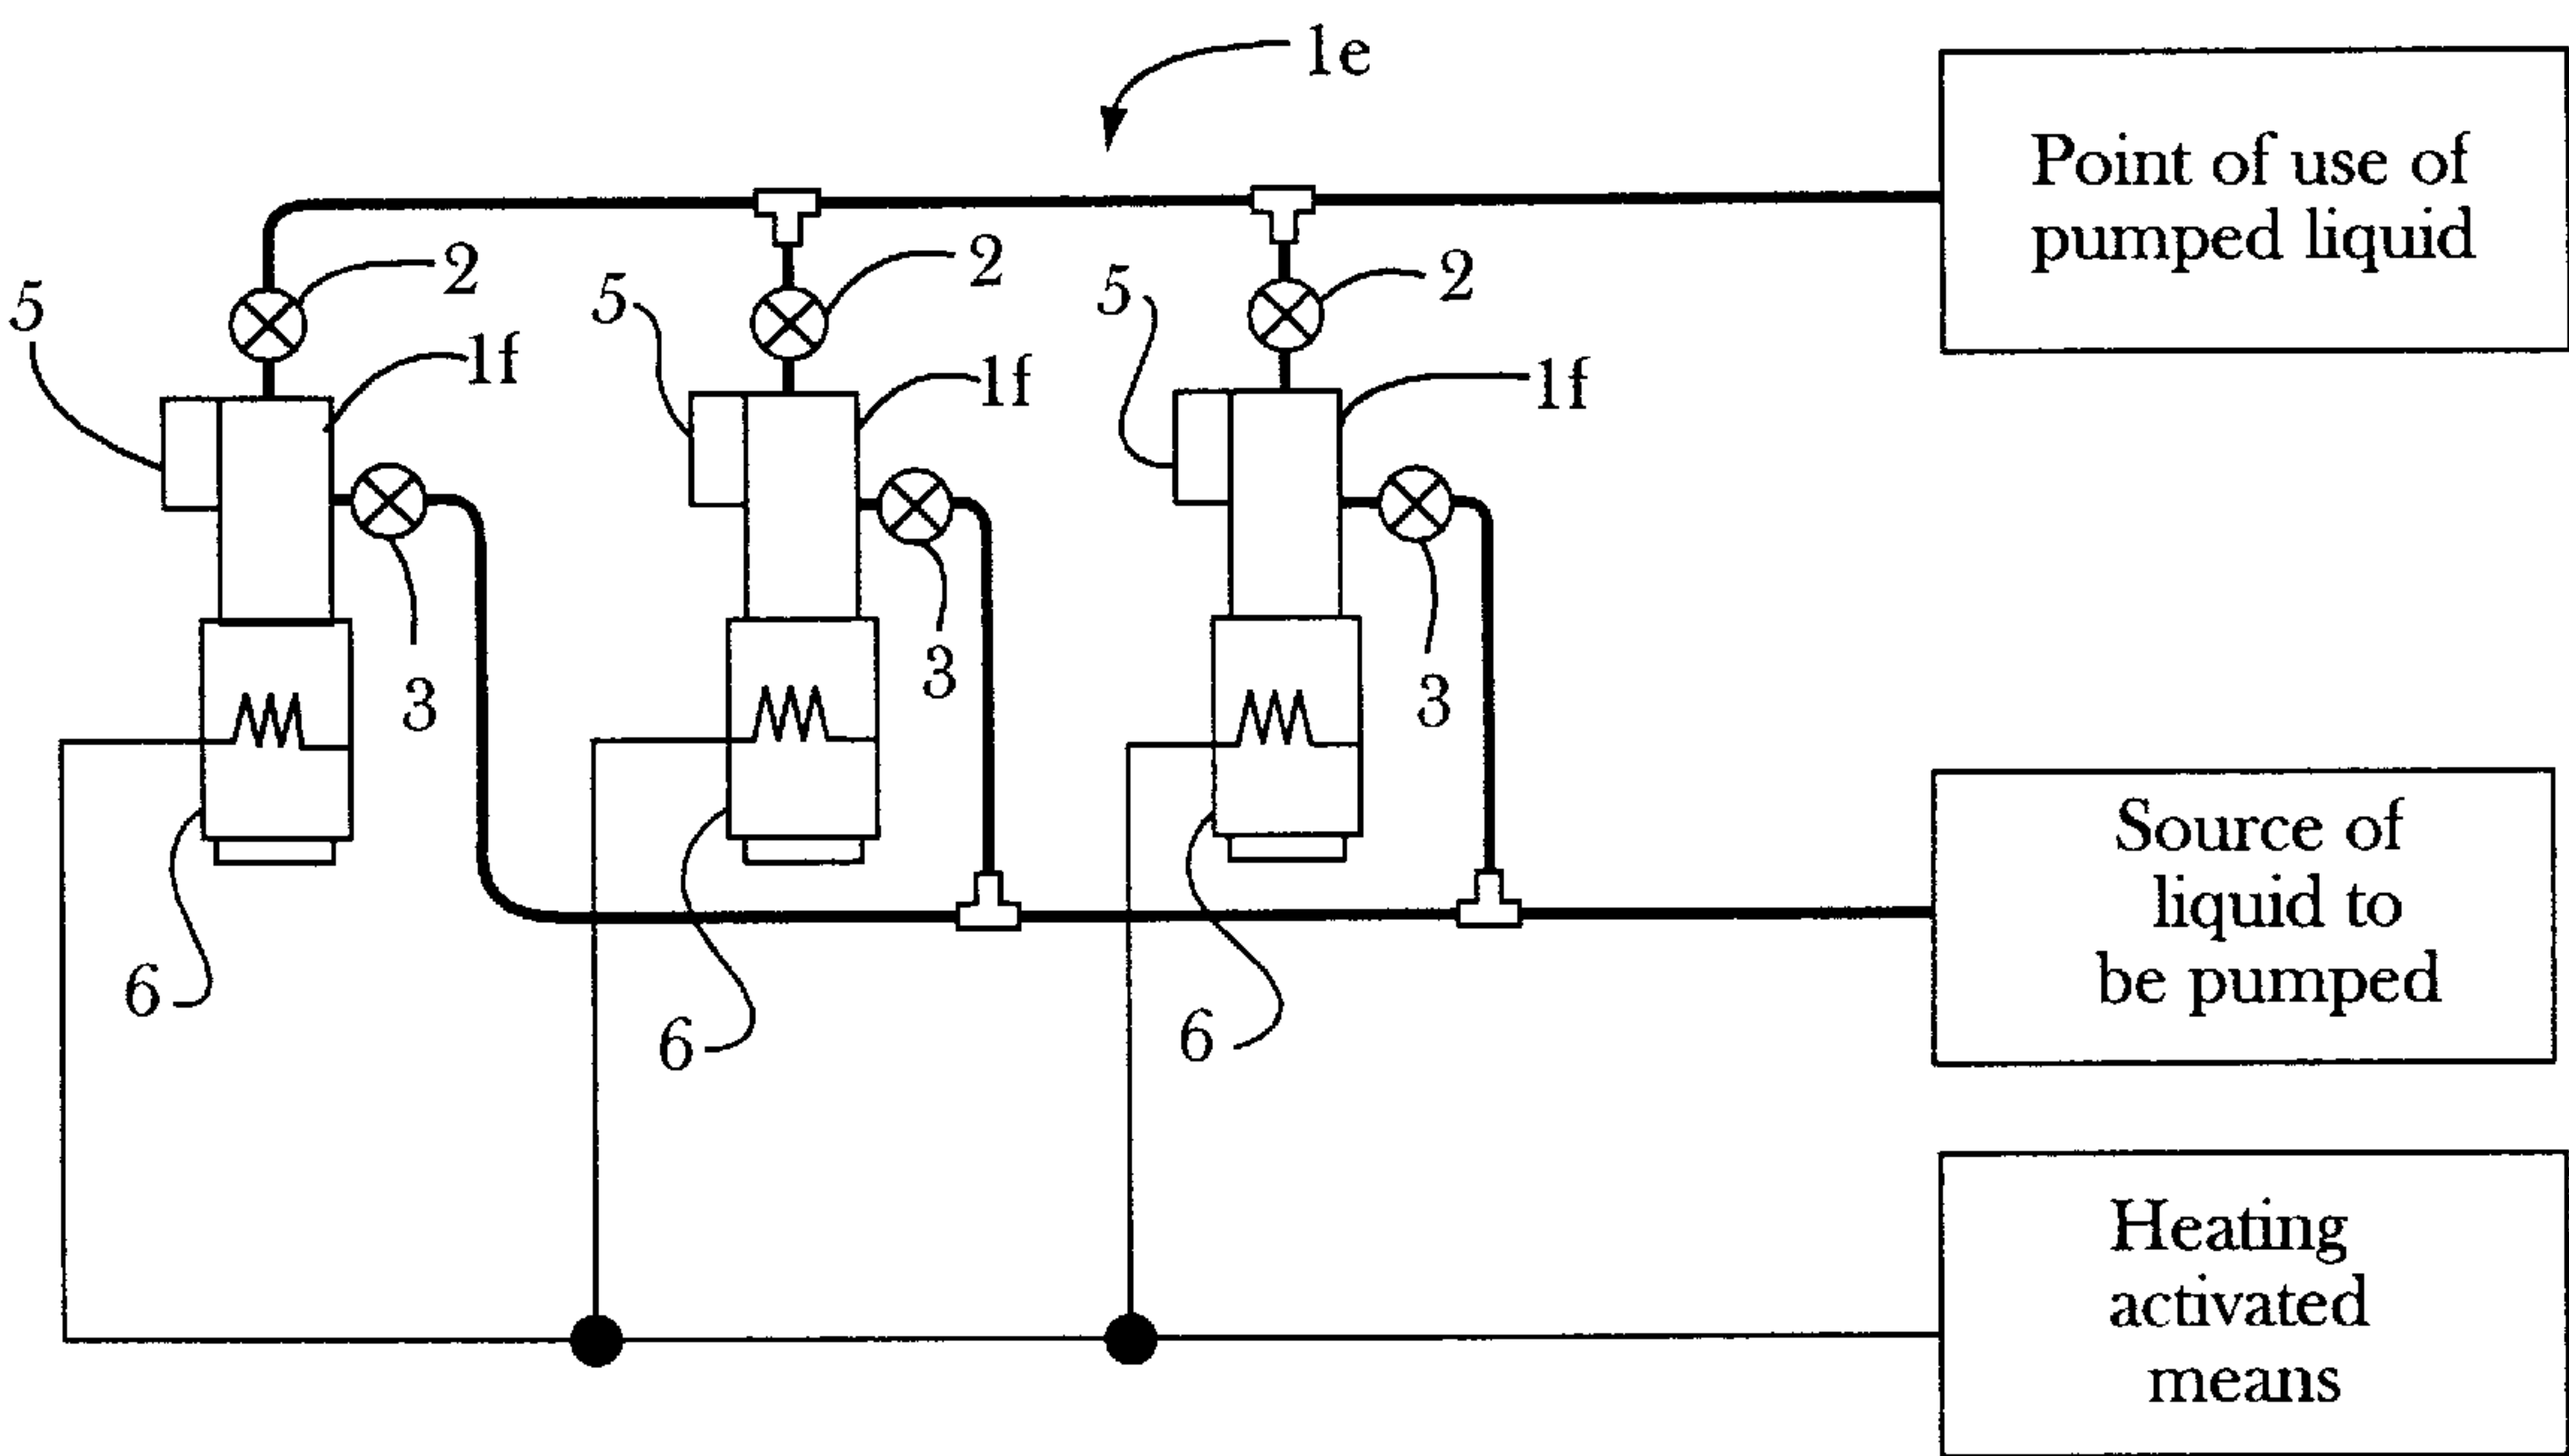 1e
Point of use of
pumped liquid
2
2
2
5
5
5
1f
1f
1f
3
3
3
Source of
liquid to
be pumped
6
6
6
Heating
activated
means